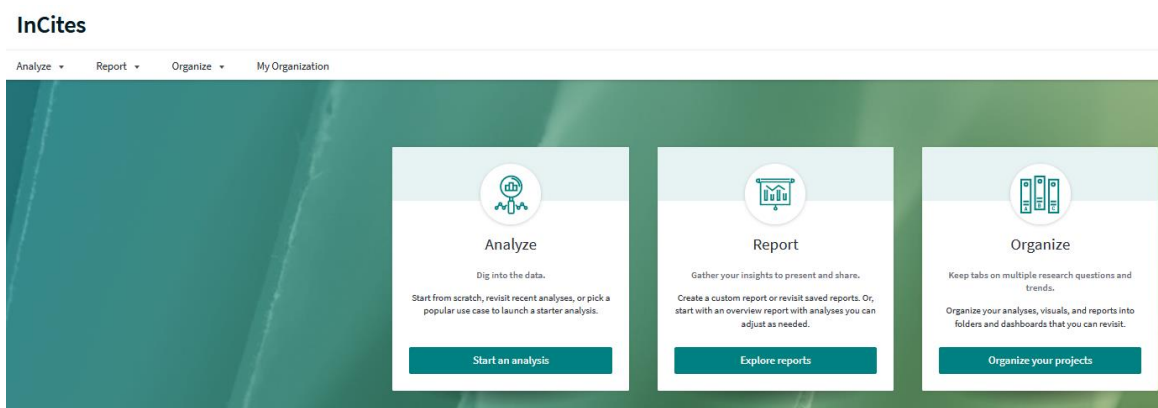 InCites
Analyze Report Organize My Organization
Analyze
Dig into the data.
Start from scratch, revisit recent analyses, or pick a
popular use case to launch a starter analysis.
Start an analysis
Report
Gather your insights to present and share.
Create a custom report or revisit saved reports. Or,
start with an overview report with analyses you can
adjust as needed.
Explore reports
A B C
Organize
Keep tabs on multiple research questions and
trends.
Organize your analyses, visuals, and reports into
folders and dashboards that you can revisit.
Organize your projects